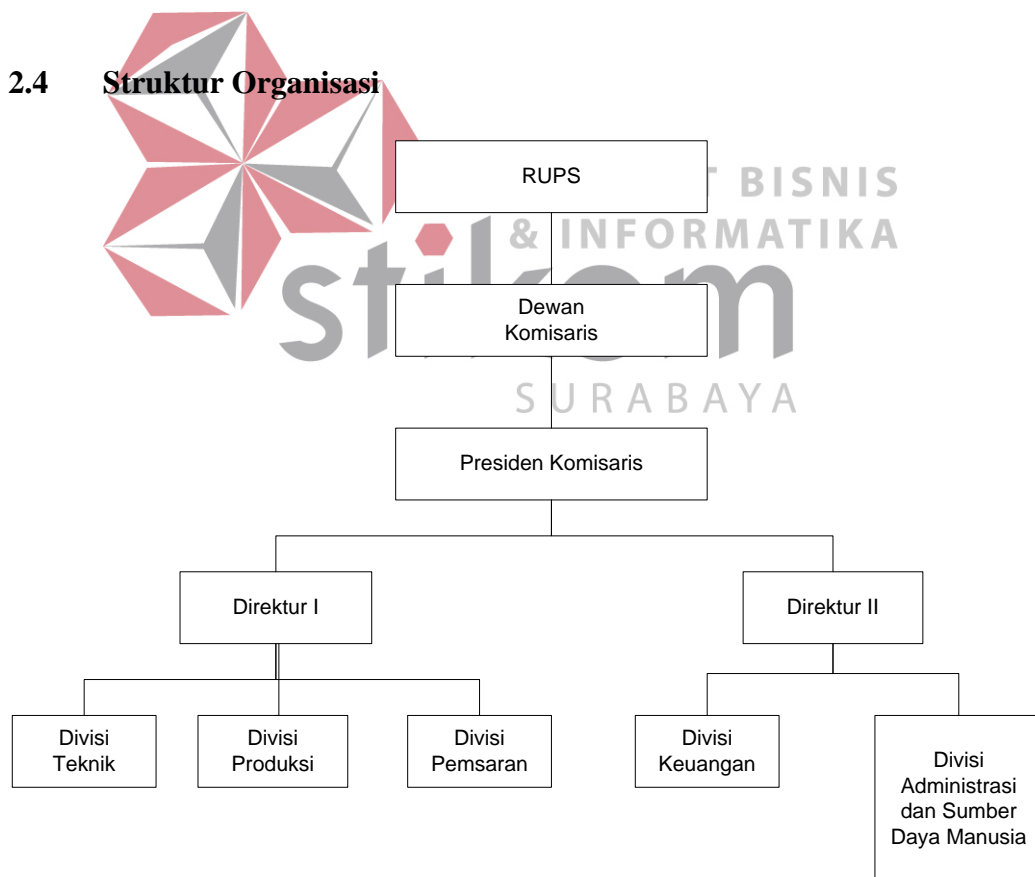 2.4 Struktur Organisasi
RUPS
T BISNIS
& INFORMATIKA
stikom
Dewan
Komisaris
SURABAYA
Presiden Komisaris
Direktur I
Direktur II
Divisi
Teknik
Divisi
Produksi
Divisi
Pemsaran
Divisi
Keuangan
Divisi
Administrasi
dan Sumber
Daya Manusia